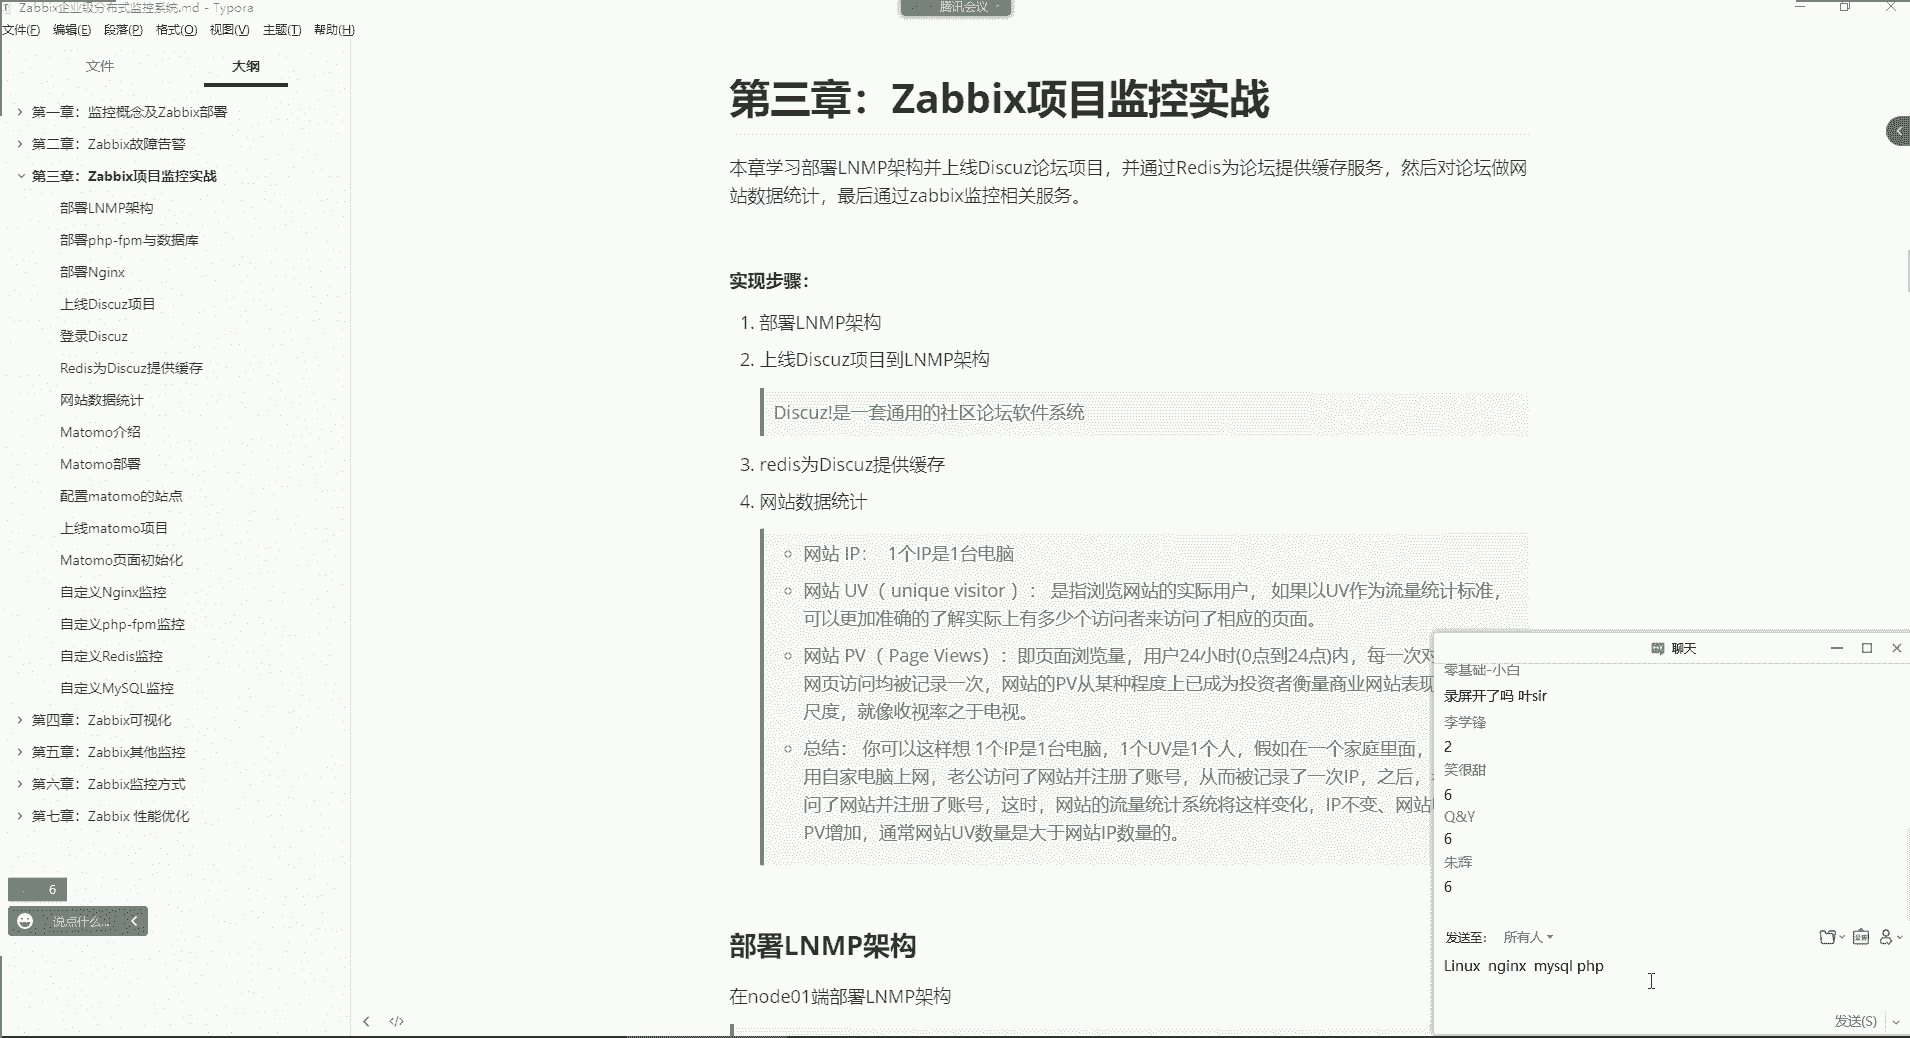 Zabbix企业级分布式监控系统.md - Typora
腾讯会议
文件(F) 编辑(E) 段落(P) 格式(O) 视图(V) 主题(T) 帮助(H)
文件 大纲
第一章：监控概念及Zabbix部署
第二章：Zabbix故障告警
第三章：Zabbix项目监控实战
部署LNMP架构
部署php-fpm与数据库
部署Nginx
上线Discuz项目
登录Discuz
Redis为Discuz提供缓存
网站数据统计
Matomo介绍
Matomo部署
配置matomo的站点
上线matomo项目
Matomo页面初始化
自定义Nginx监控
自定义php-fpm监控
自定义Redis监控
自定义MySQL监控
第四章：Zabbix可视化
第五章：Zabbix其他监控
第六章：Zabbix监控方式
第七章：Zabbix 性能优化
6
说点什么...
第三章：Zabbix项目监控实战
本章学习部署LNMP架构并上线Discuz论坛项目，并通过Redis为论坛提供缓存服务，然后对论坛做网
站数据统计，最后通过zabbix监控相关服务。
实现步骤：
1. 部署LNMP架构
2. 上线Discuz项目到LNMP架构
Discuz!是一套通用的社区论坛软件系统
3. redis为Discuz提供缓存
4. 网站数据统计
网站 IP： 1个IP是1台电脑
网站 UV（ unique visitor ）： 是指浏览网站的实际用户， 如果以UV作为流量统计标准，
可以更加准确的了解实际上有多少个访问者来访问了相应的页面。
网站 PV（ Page Views）：即页面浏览量，用户24小时(0点到24点)内，每一次对
网页访问均被记录一次，网站的PV从某种程度上已成为投资者衡量商业网站表现
尺度，就像收视率之于电视。
总结： 你可以这样想 1个IP是1台电脑，1个UV是1个人，假如在一个家庭里面，
用自家电脑上网，老公访问了网站并注册了账号，从而被记录了一次IP，之后，
问了网站并注册了账号，这时，网站的流量统计系统将这样变化，IP不变、网站
PV增加，通常网站UV数量是大于网站IP数量的。
部署LNMP架构
在node01端部署LNMP架构
聊天
零基础-小白
录屏开了吗 叶sir
李学锋
2
笑很甜
6
Q&Y
6
朱辉
6
发送至： 所有人
Linux nginx mysql php
发送(S)